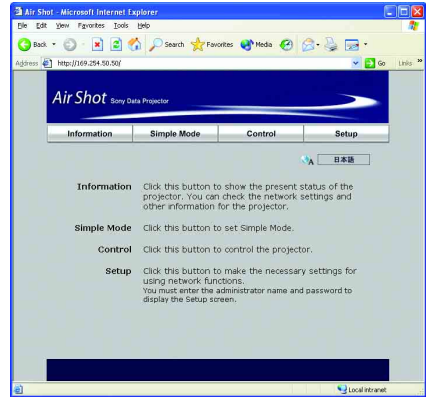 Air Shot - Microsoft Internet Explorer
File Edit View Favorites Tools Help
Back Search Favorites Media
Address http://169.254.50.50/ Go Links »
Air Shot Sony Data Projector
Information Simple Mode Control Setup
A 日本語
Information Click this button to show the present status of the
projector. You can check the network settings and
other information for the projector.
Simple Mode Click this button to set Simple Mode.
Control Click this button to control the projector.
Setup Click this button to make the necessary settings for
using network functions.
You must enter the administrator name and password to
display the Setup screen.
Local intranet